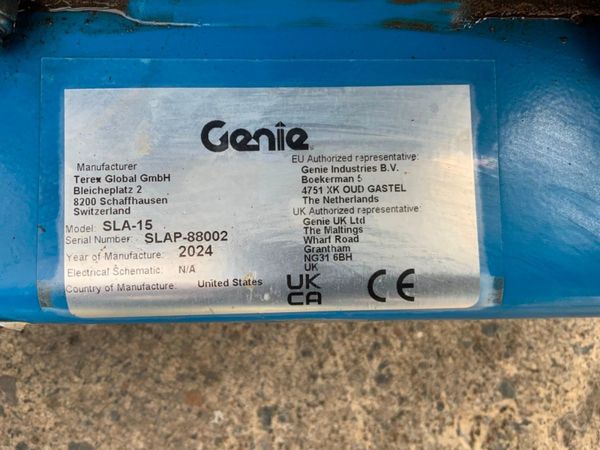 Genie
Manufacturer
Terex Global GmbH
Bleicheplatz 2
8200 Schaffhausen
Switzerland
Model: SLA-15
Serial Number: SLAP-88002
Year of Manufacture: 2024
Electrical Schematic: N/A
Country of Manufacture: United States
EU Authorized representative:
Genie Industries B.V.
Boekerman 5
4751 XK OUD GASTEL
The Netherlands
UK Authorized representative:
Genie UK Ltd
The Maltings
Wharf Road
Grantham
NG31 6BH
UK
UK
CA
CE